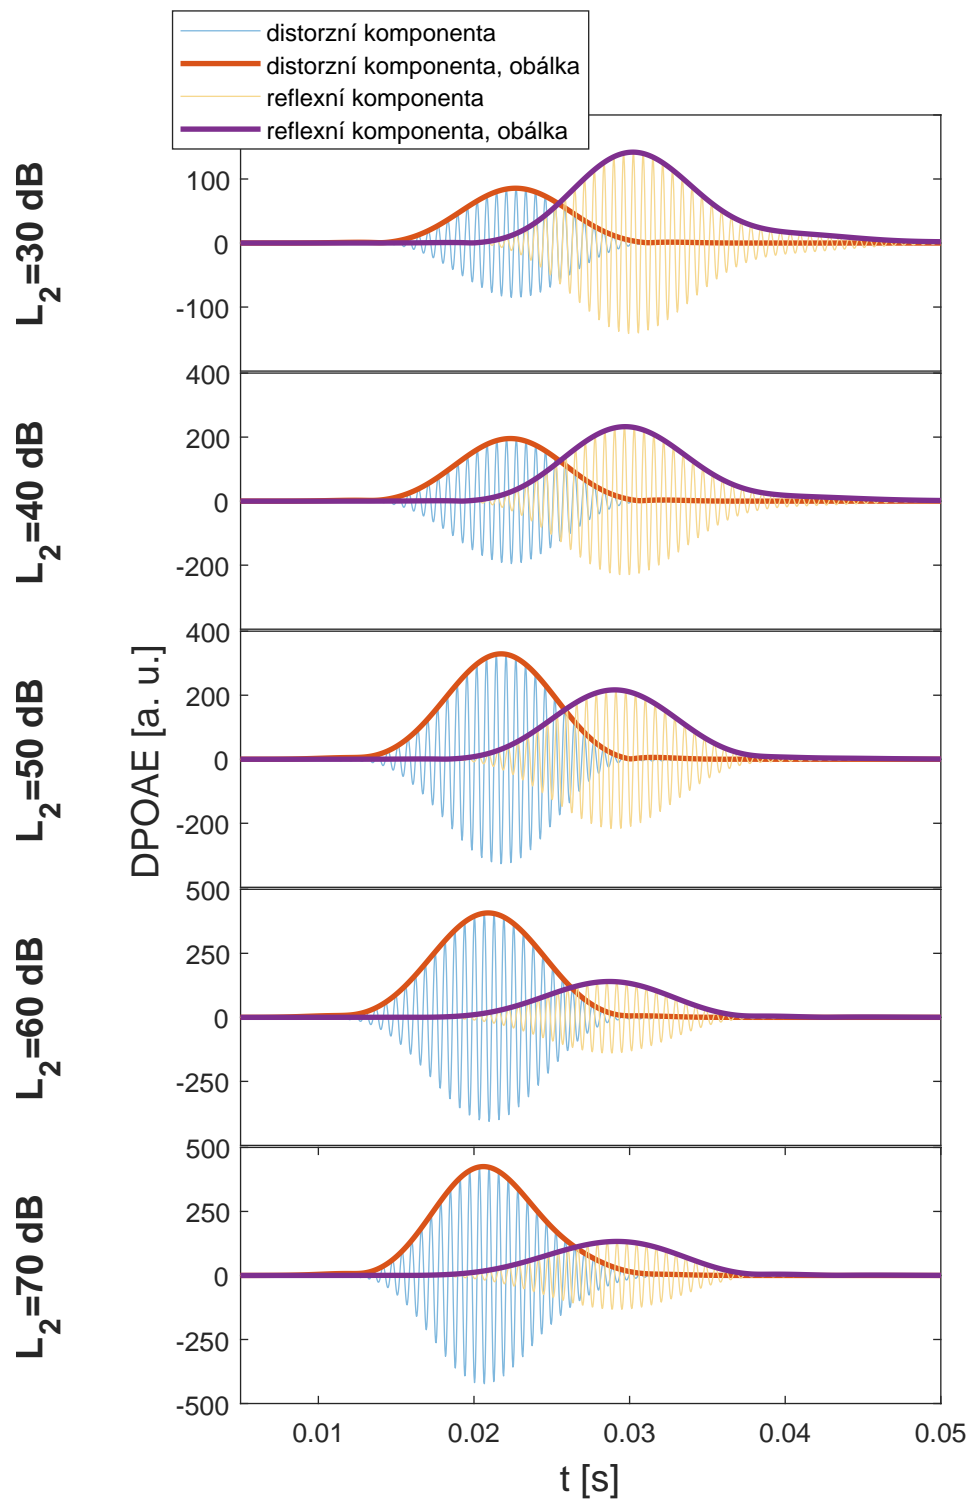 distorzní komponenta
distorzní komponenta, obálka
reflexní komponenta
reflexní komponenta, obálka
L2=30 dB
100
0
-100
L2=40 dB
400
200
0
-200
L2=50 dB
400
200
0
-200
DPOAE [a. u.]
L2=60 dB
500
250
0
-250
L2=70 dB
500
250
0
-250
-500
0.01 0.02 0.03 0.04 0.05
t [s]